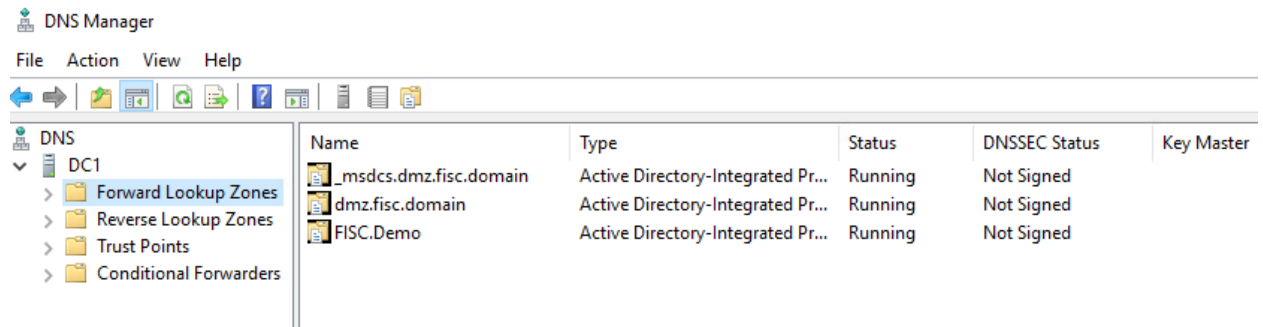 DNS Manager
File Action View Help
DNS
DC1
Forward Lookup Zones
Reverse Lookup Zones
Trust Points
Conditional Forwarders
Name Type Status DNSSEC Status Key Master
_msdcs.dmz.fisc.domain Active Directory-Integrated Pr... Running Not Signed
dmz.fisc.domain Active Directory-Integrated Pr... Running Not Signed
FISC.Demo Active Directory-Integrated Pr... Running Not Signed